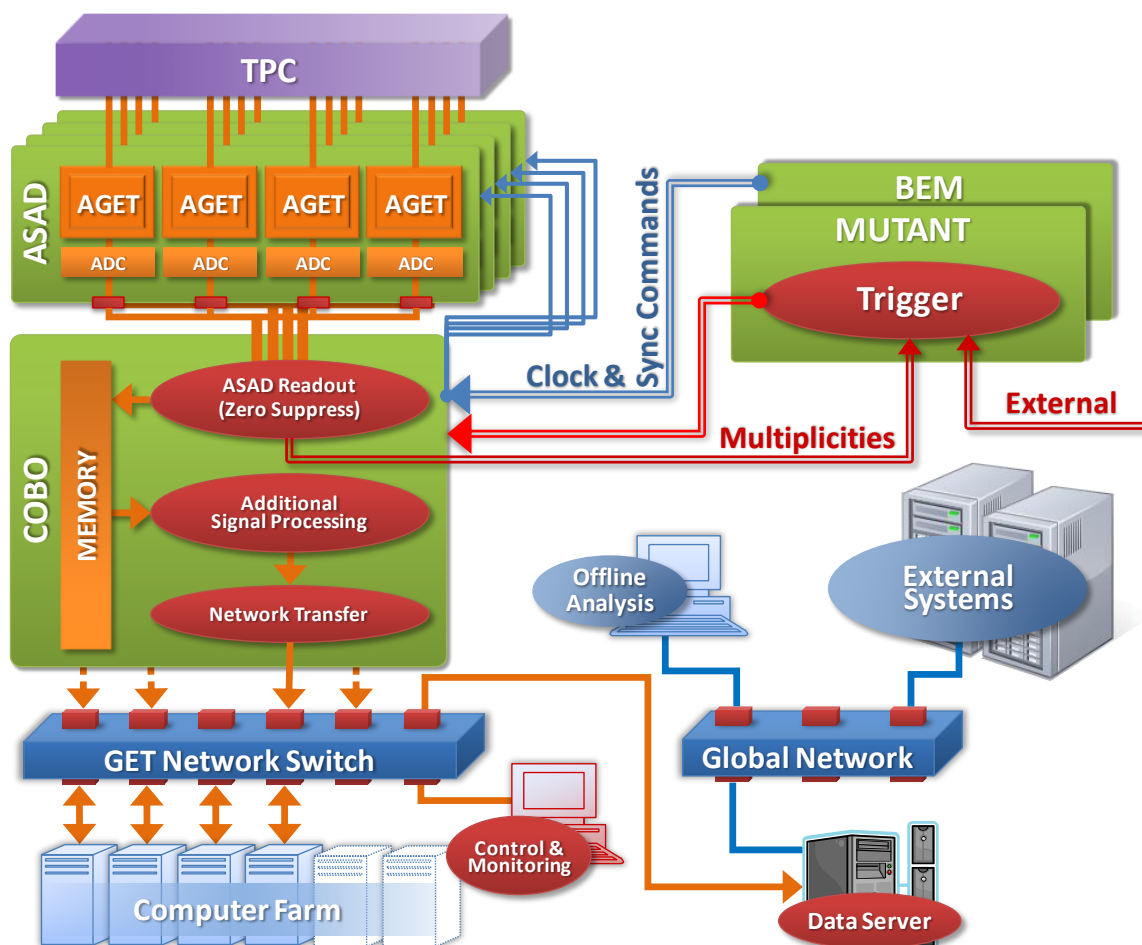 TPC
ASAD
AGET
AGET
AGET
AGET
ADC
ADC
ADC
ADC
BEM
MUTANT
Trigger
Clock &
Sync Commands
Multiplicities
External
COBO
MEMORY
ASAD Readout
(Zero Suppress)
Additional
Signal Processing
Network Transfer
Offline
Analysis
External
Systems
GET Network Switch
Global Network
Control &
Monitoring
Computer Farm
Data Server